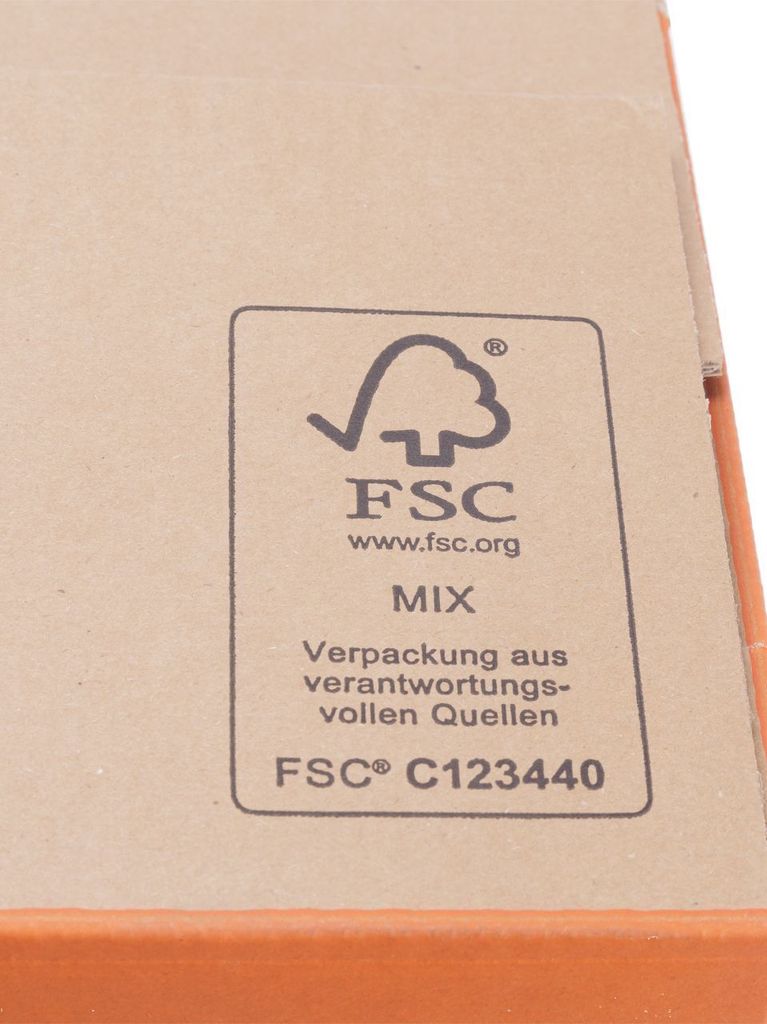 ®
FSC
www.fsc.org
MIX
Verpackung aus
verantwortungs-
vollen Quellen
FSC® C123440